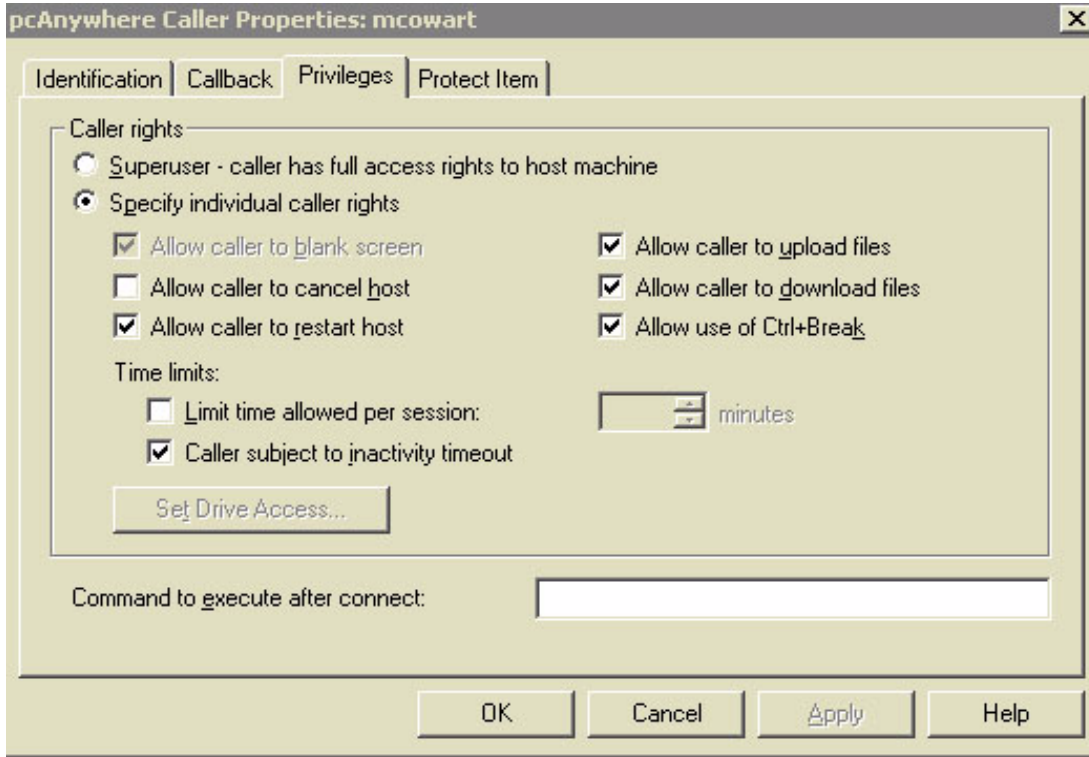 pcAnywhere Caller Properties: mcowart
Identification Callback Privileges Protect Item
Caller rights
Superuser - caller has full access rights to host machine
Specify individual caller rights
Allow caller to blank screen Allow caller to upload files
Allow caller to cancel host Allow caller to download files
Allow caller to restart host Allow use of Ctrl+Break
Time limits:
Limit time allowed per session: minutes
Caller subject to inactivity timeout
Set Drive Access...
Command to execute after connect:
OK Cancel Apply Help